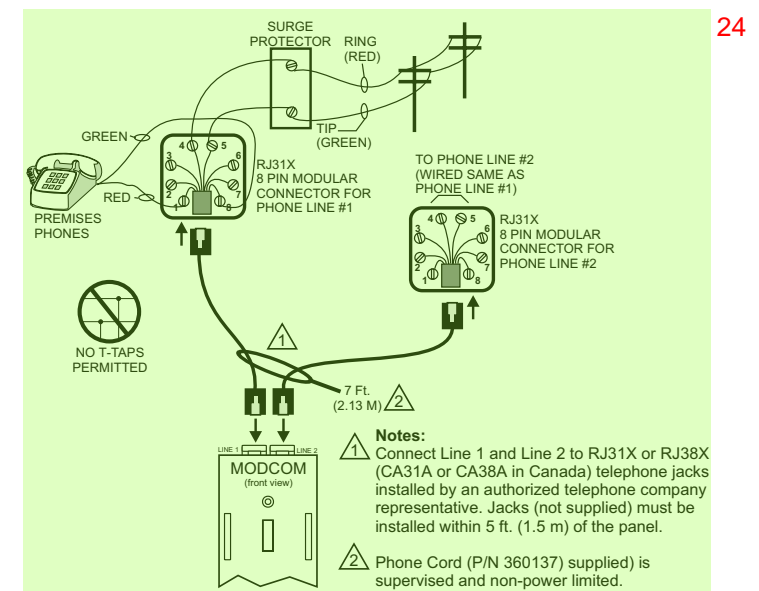 24
SURGE
PROTECTOR
RING
(RED)
TIP
(GREEN)
GREEN
RED
PREMISES
PHONES
4
5
3
6
2
7
1
8
RJ31X
8 PIN MODULAR
CONNECTOR FOR
PHONE LINE #1
TO PHONE LINE #2
(WIRED SAME AS
PHONE LINE #1)
4
5
3
6
2
7
1
8
RJ31X
8 PIN MODULAR
CONNECTOR FOR
PHONE LINE #2
NO T-TAPS
PERMITTED
1
7 Ft.
(2.13 M)
2
LINE 1
LINE 2
MODCOM
(front view)
Notes:
1
Connect Line 1 and Line 2 to RJ31X or RJ38X
(CA31A or CA38A in Canada) telephone jacks
installed by an authorized telephone company
representative. Jacks (not supplied) must be
installed within 5 ft. (1.5 m) of the panel.
2
Phone Cord (P/N 360137) supplied) is
supervised and non-power limited.